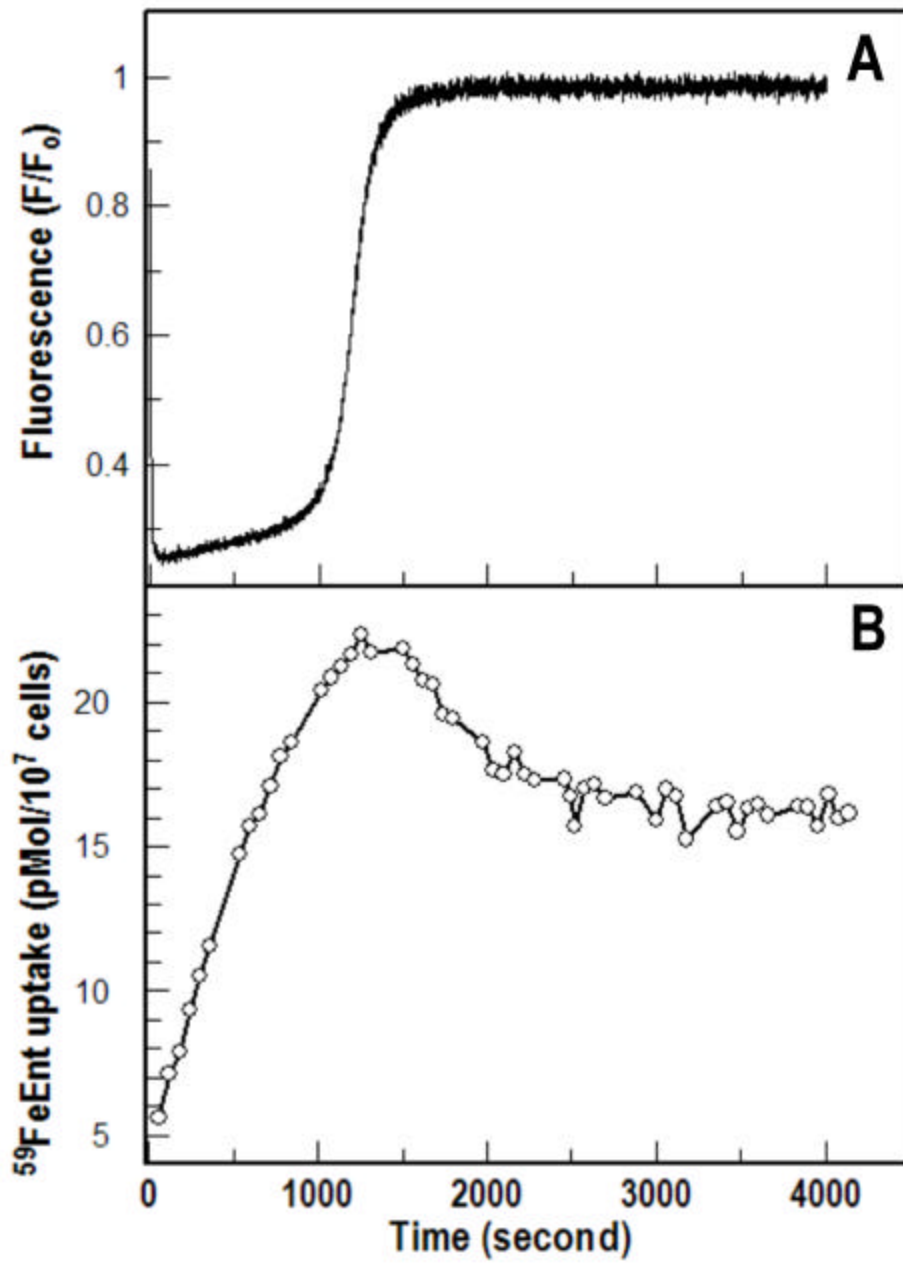 A
Fluorescence (F/F₀)
1
0.8
0.6
0.4
B
⁵⁹FeEnt uptake (pMol/10⁷ cells)
20
15
10
5
0 1000 2000 3000 4000
Time (second)